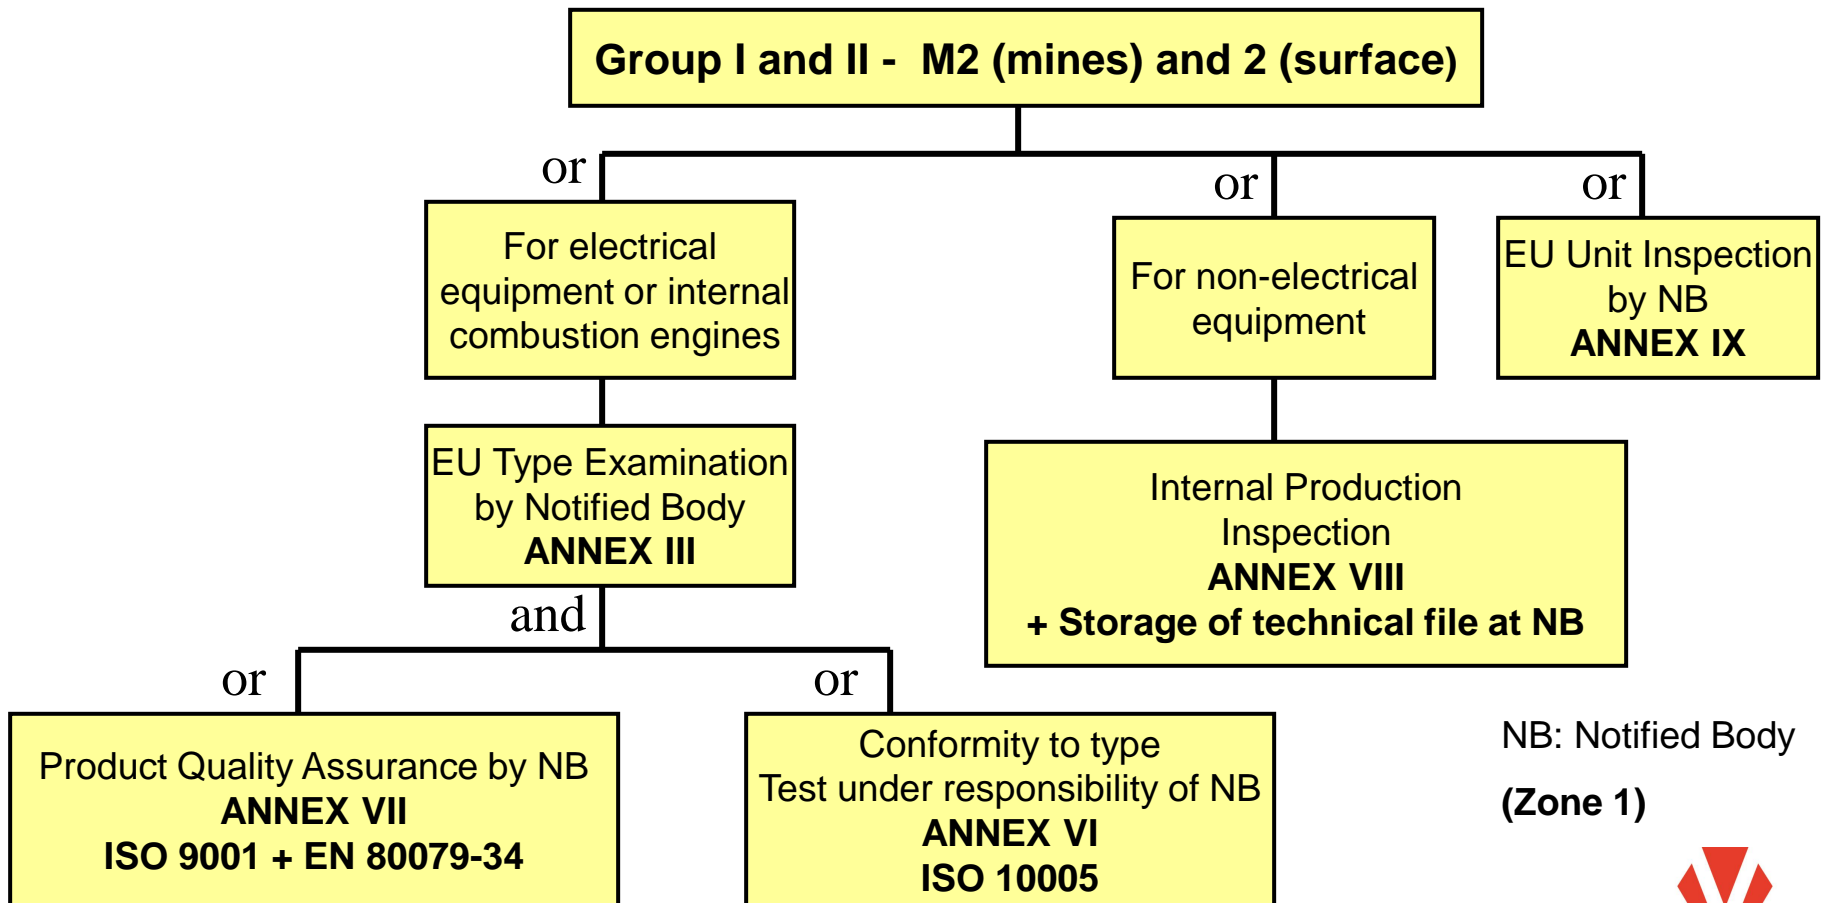 Group I and II - M2 (mines) and 2 (surface)
or
or
or
For electrical
equipment or internal
combustion engines
For non-electrical
equipment
EU Unit Inspection
by NB
ANNEX IX
EU Type Examination
by Notified Body
ANNEX III
Internal Production
Inspection
ANNEX VIII
+ Storage of technical file at NB
and
or
or
Product Quality Assurance by NB
ANNEX VII
ISO 9001 + EN 80079-34
Conformity to type
Test under responsibility of NB
ANNEX VI
ISO 10005
NB: Notified Body
(Zone 1)